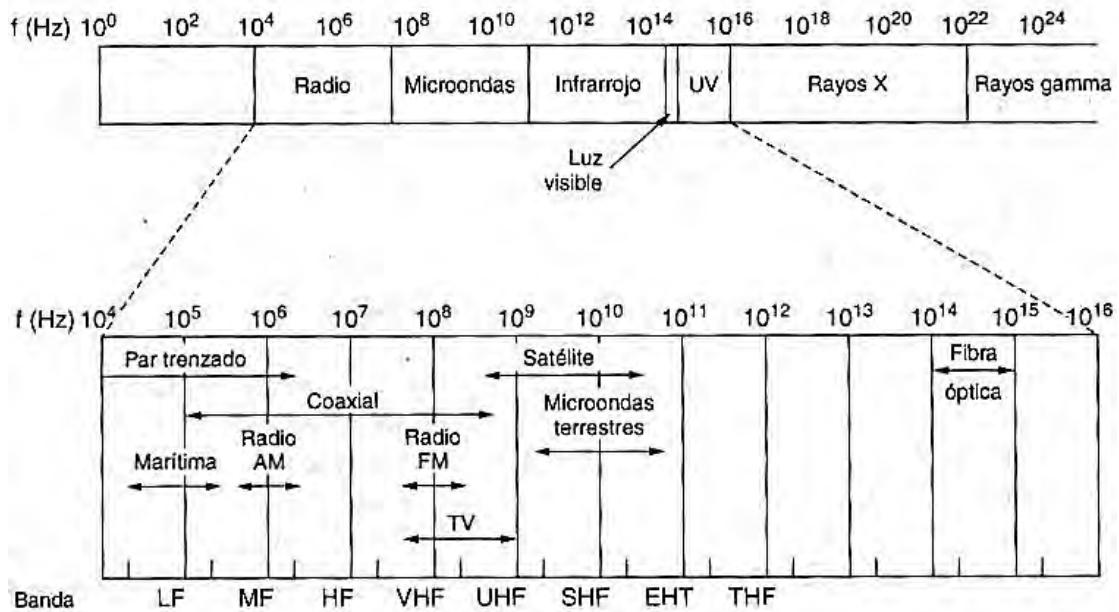 f (Hz) 10⁰ 10² 10⁴ 10⁶ 10⁸ 10¹⁰ 10¹² 10¹⁴ 10¹⁶ 10¹⁸ 10²⁰ 10²² 10²⁴
Radio Microondas Infrarrojo UV Rayos X Rayos gamma
Luz
visible
f (Hz) 10⁴ 10⁵ 10⁶ 10⁷ 10⁸ 10⁹ 10¹⁰ 10¹¹ 10¹² 10¹³ 10¹⁴ 10¹⁵ 10¹⁶
Par trenzado
Satélite
Fibra
óptica
Coaxial
Microondas
terrestres
Marítima
Radio
AM
Radio
FM
TV
Banda LF MF HF VHF UHF SHF EHT THF